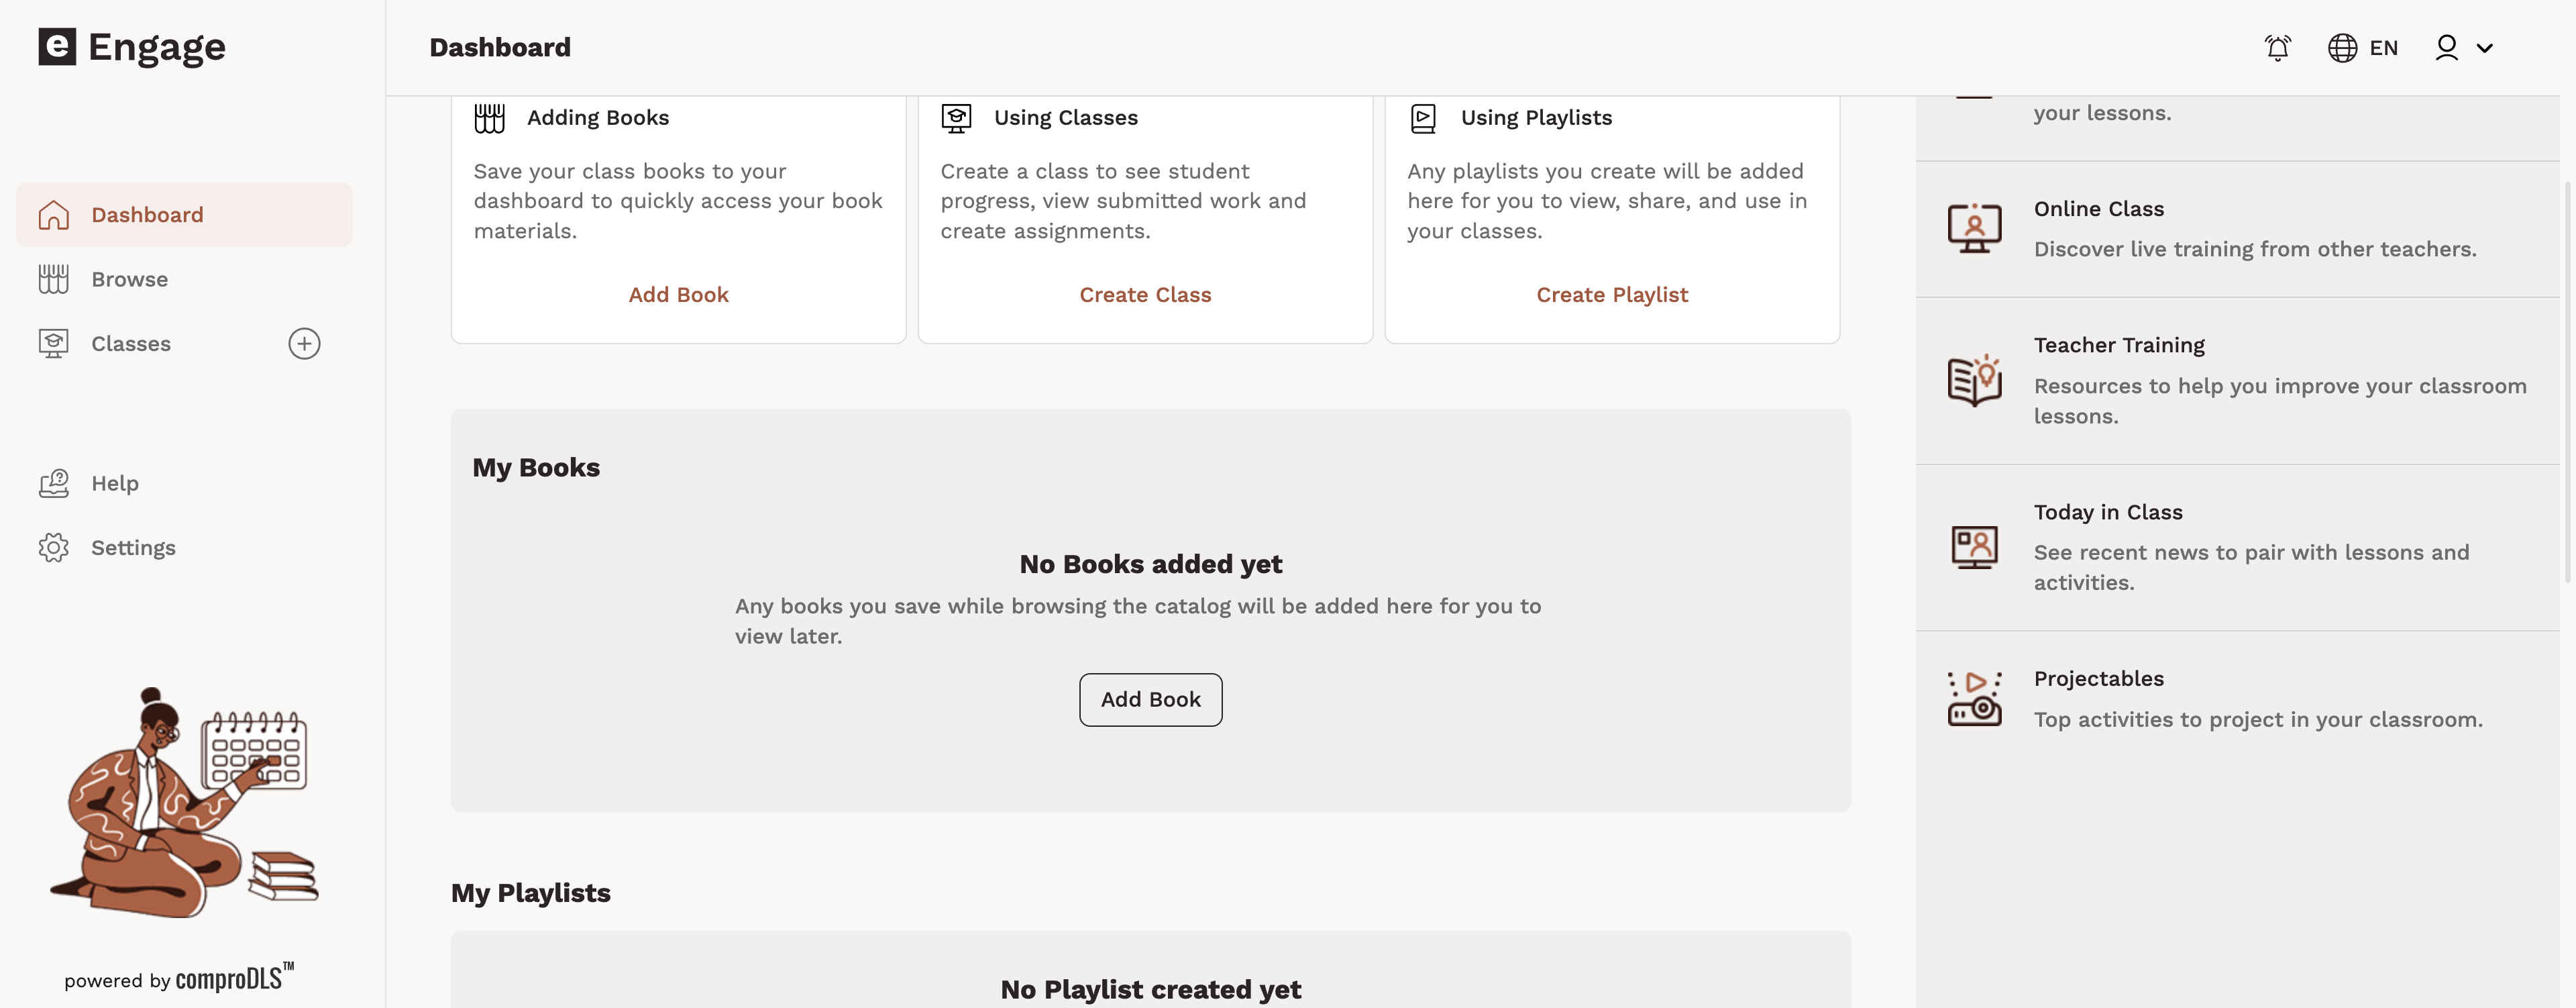 e Engage
Dashboard
Browse
Classes
Help
Settings
powered by comproDLS™
Dashboard
EN
Adding Books
Save your class books to your
dashboard to quickly access your book
materials.
Add Book
Using Classes
Create a class to see student
progress, view submitted work and
create assignments.
Create Class
Using Playlists
Any playlists you create will be added
here for you to view, share, and use in
your classes.
Create Playlist
My Books
No Books added yet
Any books you save while browsing the catalog will be added here for you to
view later.
Add Book
My Playlists
No Playlist created yet
your lessons.
Online Class
Discover live training from other teachers.
Teacher Training
Resources to help you improve your classroom
lessons.
Today in Class
See recent news to pair with lessons and
activities.
Projectables
Top activities to project in your classroom.